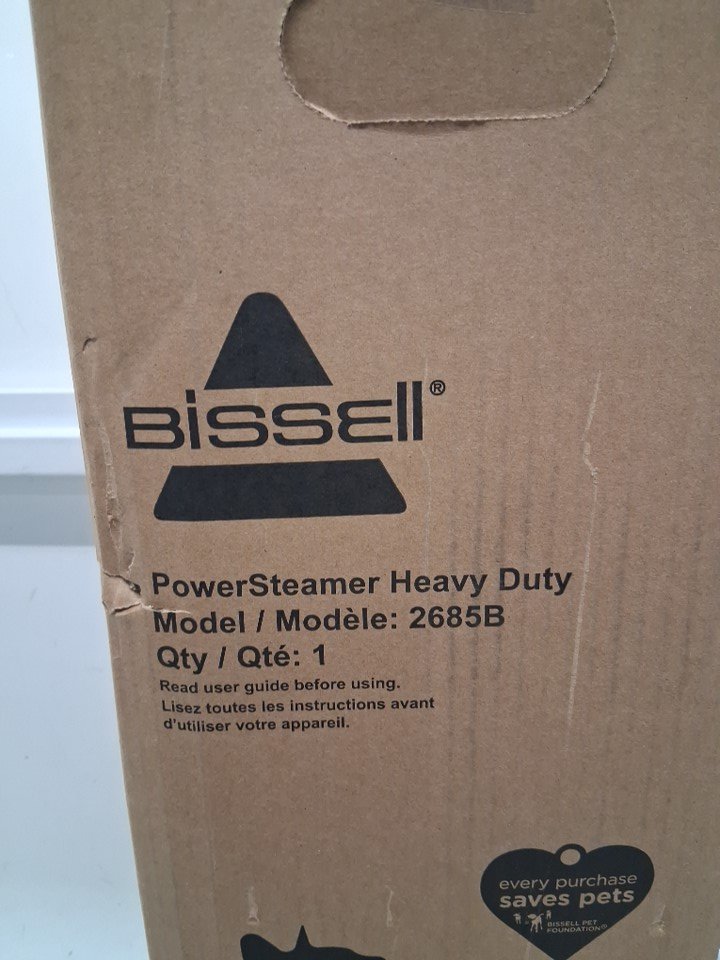 BISSELL®
PowerSteamer Heavy Duty
Model / Modèle: 2685B
Qty / Qté: 1
Read user guide before using.
Lisez toutes les instructions avant
d'utiliser votre appareil.
every purchase
saves pets
BISSELL PET
FOUNDATION®